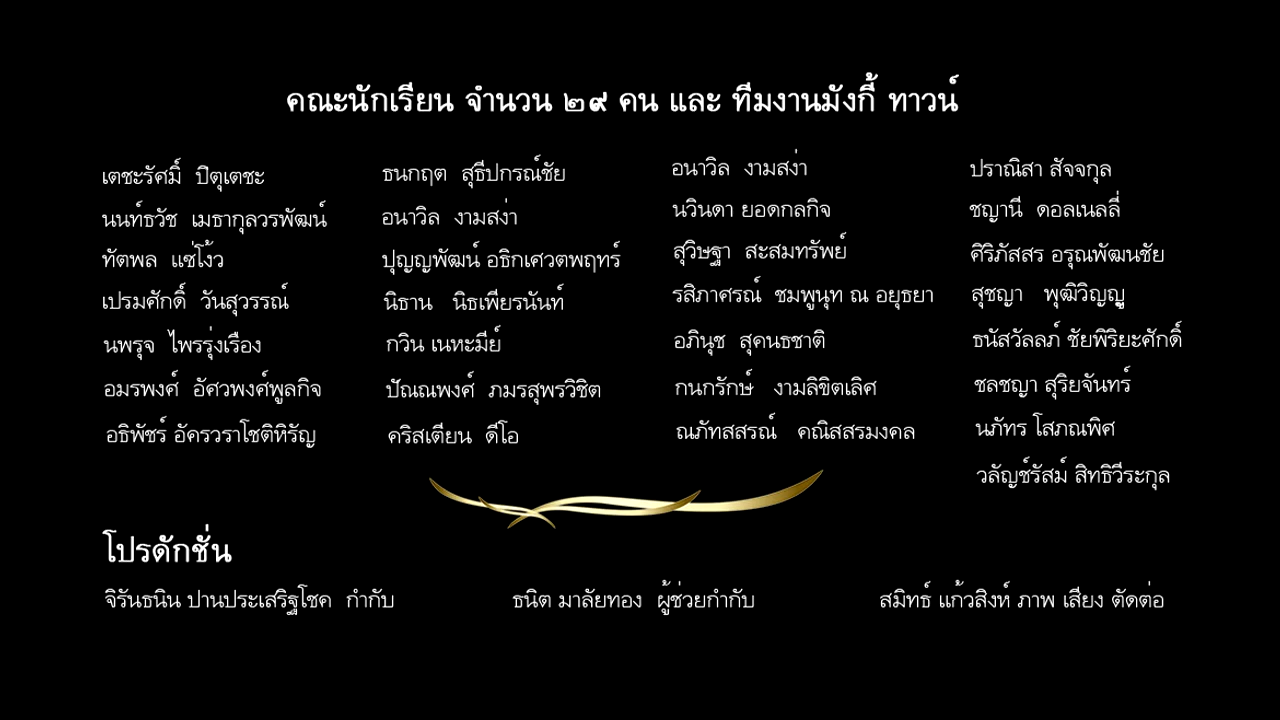 คณะนักเรียน จำนวน ๒๙ คน และ ทีมงานมังกี้ ทาวน์
เตชะรัศมิ์ ปิตุเตชะ
นนท์ธวัช เมธากุลวรพัฒน์
ทัตพล แซ่โง้ว
เปรมศักดิ์ วันสุวรรณ์
นพรุจ ไพรรุ่งเรือง
อมรพงศ์ อัศวพงศ์พูลกิจ
อธิพัชร์ อัครวราโชติหิรัญ
ธนกฤต สุธีปกรณ์ชัย
อนาวิล งามสง่า
ปุญญพัฒน์ อธิกเศวตพฤทร์
นิธาน นิธเพียรนันท์
กวิน เนหะมีย์
ปัณณพงศ์ ภมรสุพรวิชิต
คริสเตียน ดีโอ
อนาวิล งามสง่า
นวินดา ยอดกลกิจ
สุวิษฐา สะสมทรัพย์
รสิภาศรณ์ ชมพูนุท ณ อยุธยา
อภินุช สุคนธชาติ
กนกรักษ์ งามลิขิตเลิศ
ณภัทสสรณ์ คณิสสรมงคล
ปราณิสา สัจจกุล
ชญานี ดอลเนลลี่
ศิริภัสสร อรุณพัฒนชัย
สุชญา พุฒิวิญญู
ธนัสวัลลภ์ ชัยพิริยะศักดิ์
ชลชญา สุริยจันทร์
นภัทร โสภณพิศ
วลัญช์รัสม์ สิทธิวีระกุล
โปรดักชั่น
จิรันธนิน ปานประเสริฐโชค กำกับ
ธนิต มาลัยทอง ผู้ช่วยกำกับ
สมิทธ์ แก้วสิงห์ ภาพ เสียง ตัดต่อ